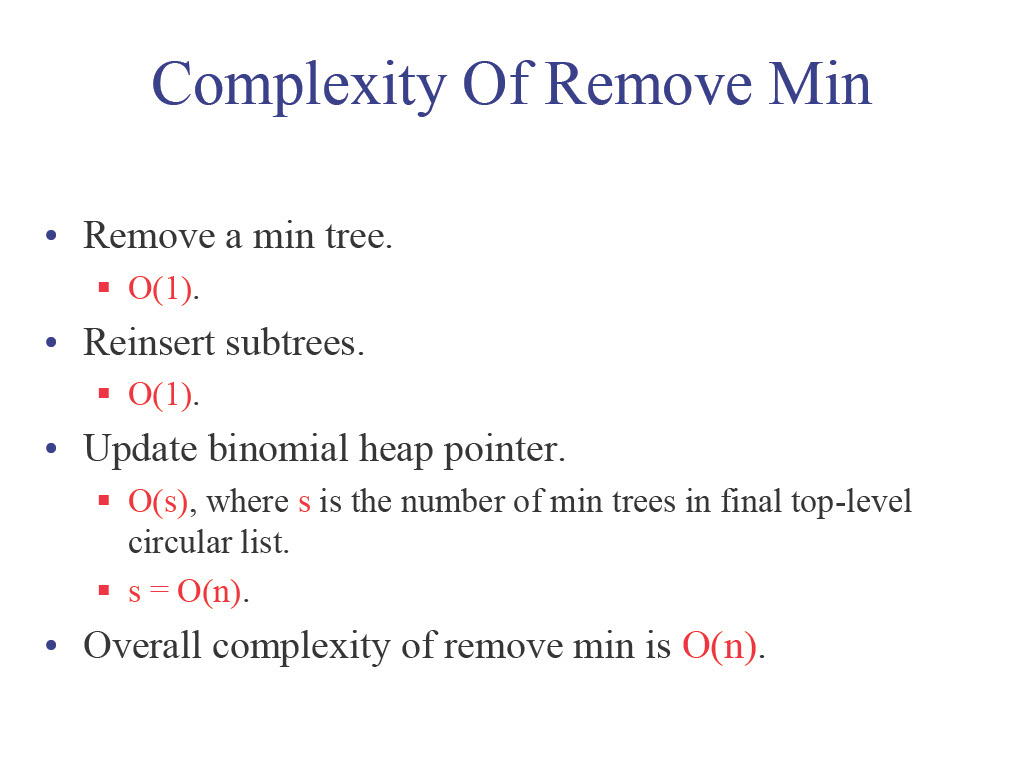 Complexity Of Remove Min
• Remove a min tree.
▪ O(1).
• Reinsert subtrees.
▪ O(1).
• Update binomial heap pointer.
▪ O(s), where s is the number of min trees in final top-level
circular list.
▪ s = O(n).
• Overall complexity of remove min is O(n).